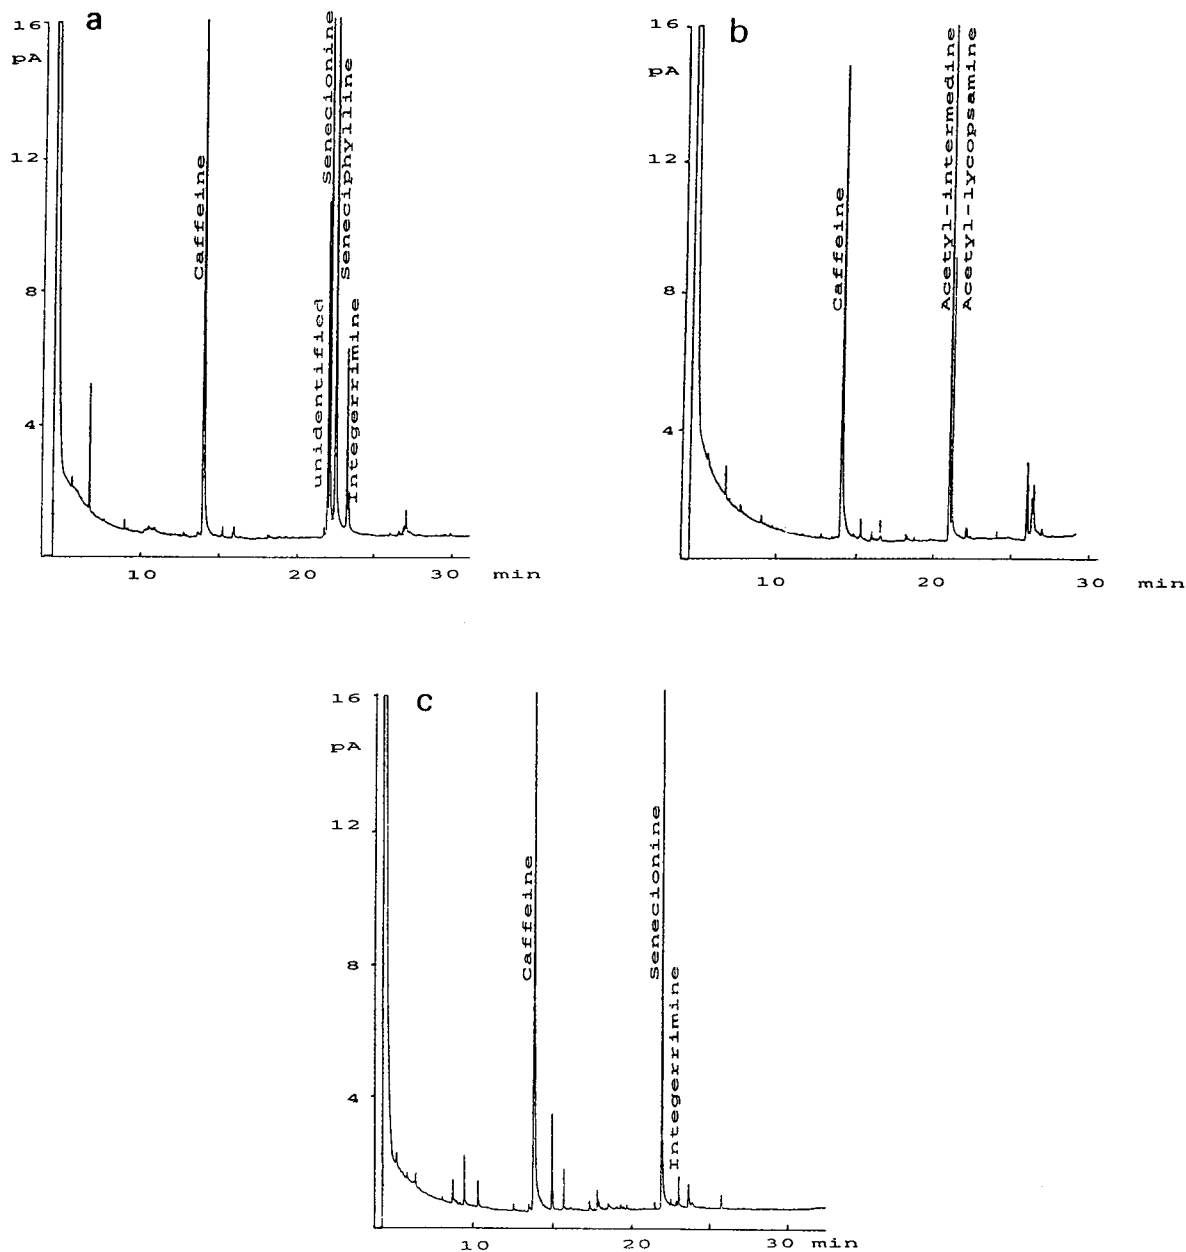 a
16
pA
12
8
4
10
20
30
min
Caffeine
unidentified
Senecionine
Seneciphylline
Integerrimine
b
16
pA
12
8
4
10
20
30
min
Caffeine
Acetyl-intermedine
Acetyl-lycopsamine
c
16
pA
12
8
4
10
20
30 min
Caffeine
Senecionine
Integerrimine